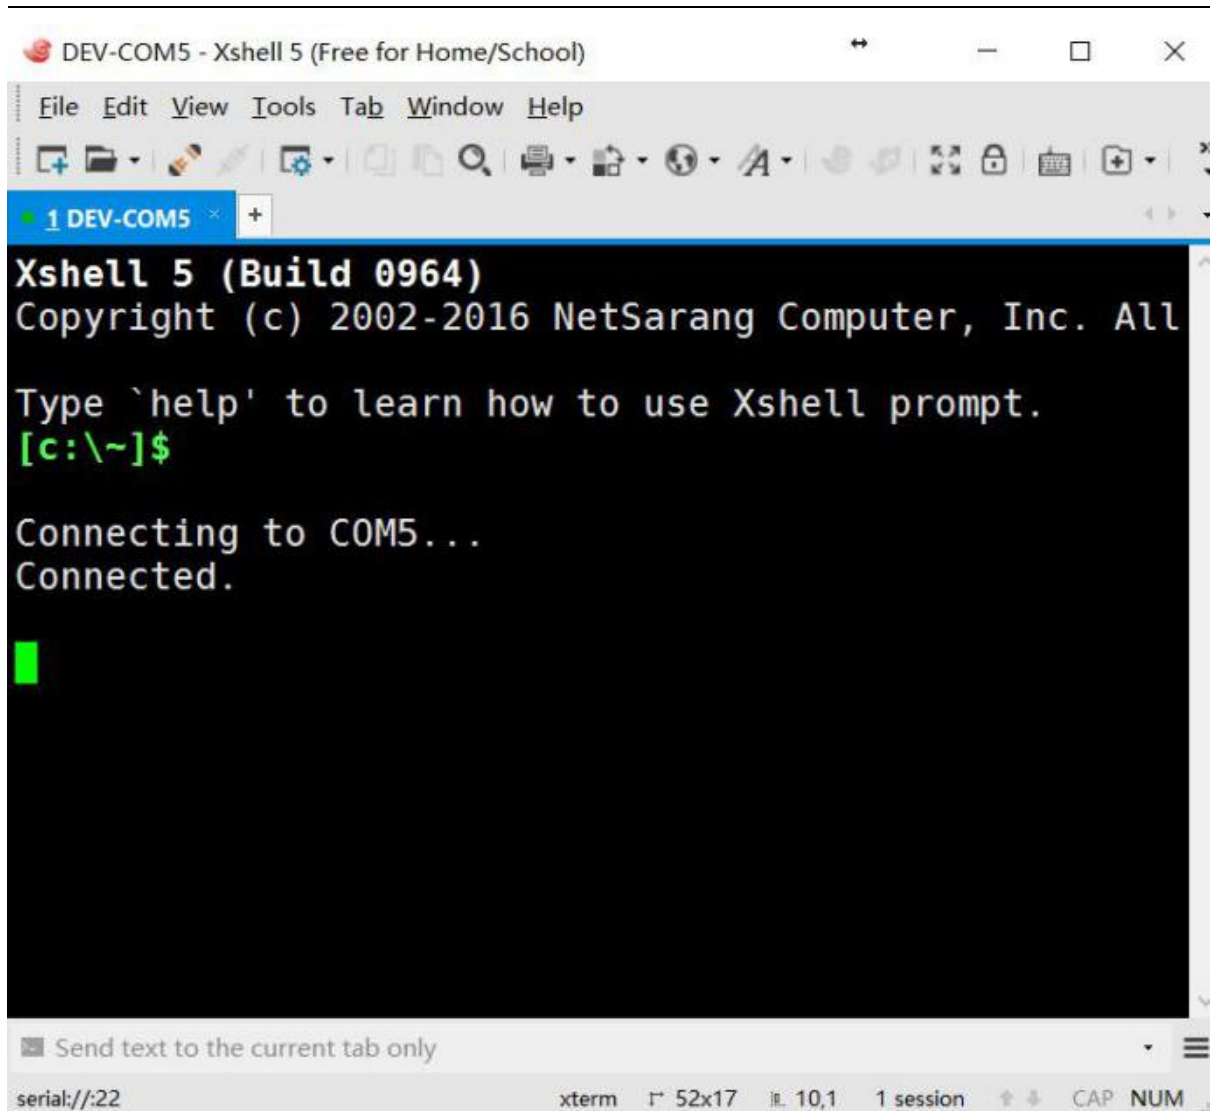 DEV-COM5 - Xshell 5 (Free for Home/School)
File Edit View Tools Tab Window Help
1 DEV-COM5
Xshell 5 (Build 0964)
Copyright (c) 2002-2016 NetSarang Computer, Inc. All
Type `help' to learn how to use Xshell prompt.
[c:\~]$
Connecting to COM5...
Connected.
Send text to the current tab only
serial://:22 xterm 52x17 10,1 1 session CAP NUM